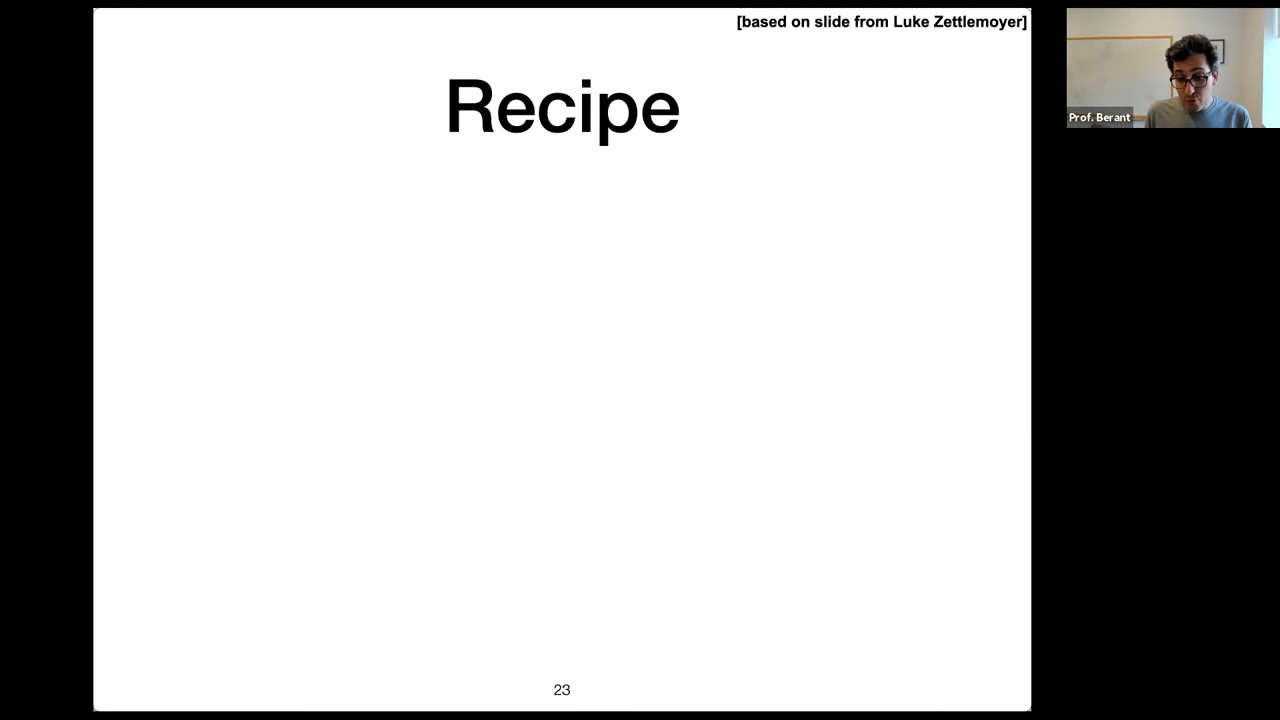 [based on slide from Luke Zettlemoyer]
Recipe
Prof. Berant
23